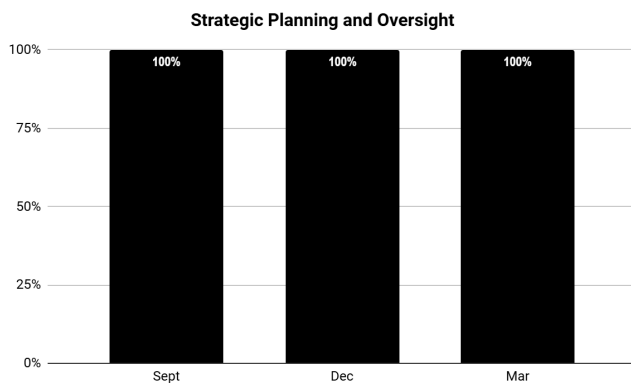 Strategic Planning and Oversight
100%
100%
100%
100%
75%
50%
25%
0%
Sept
Dec
Mar